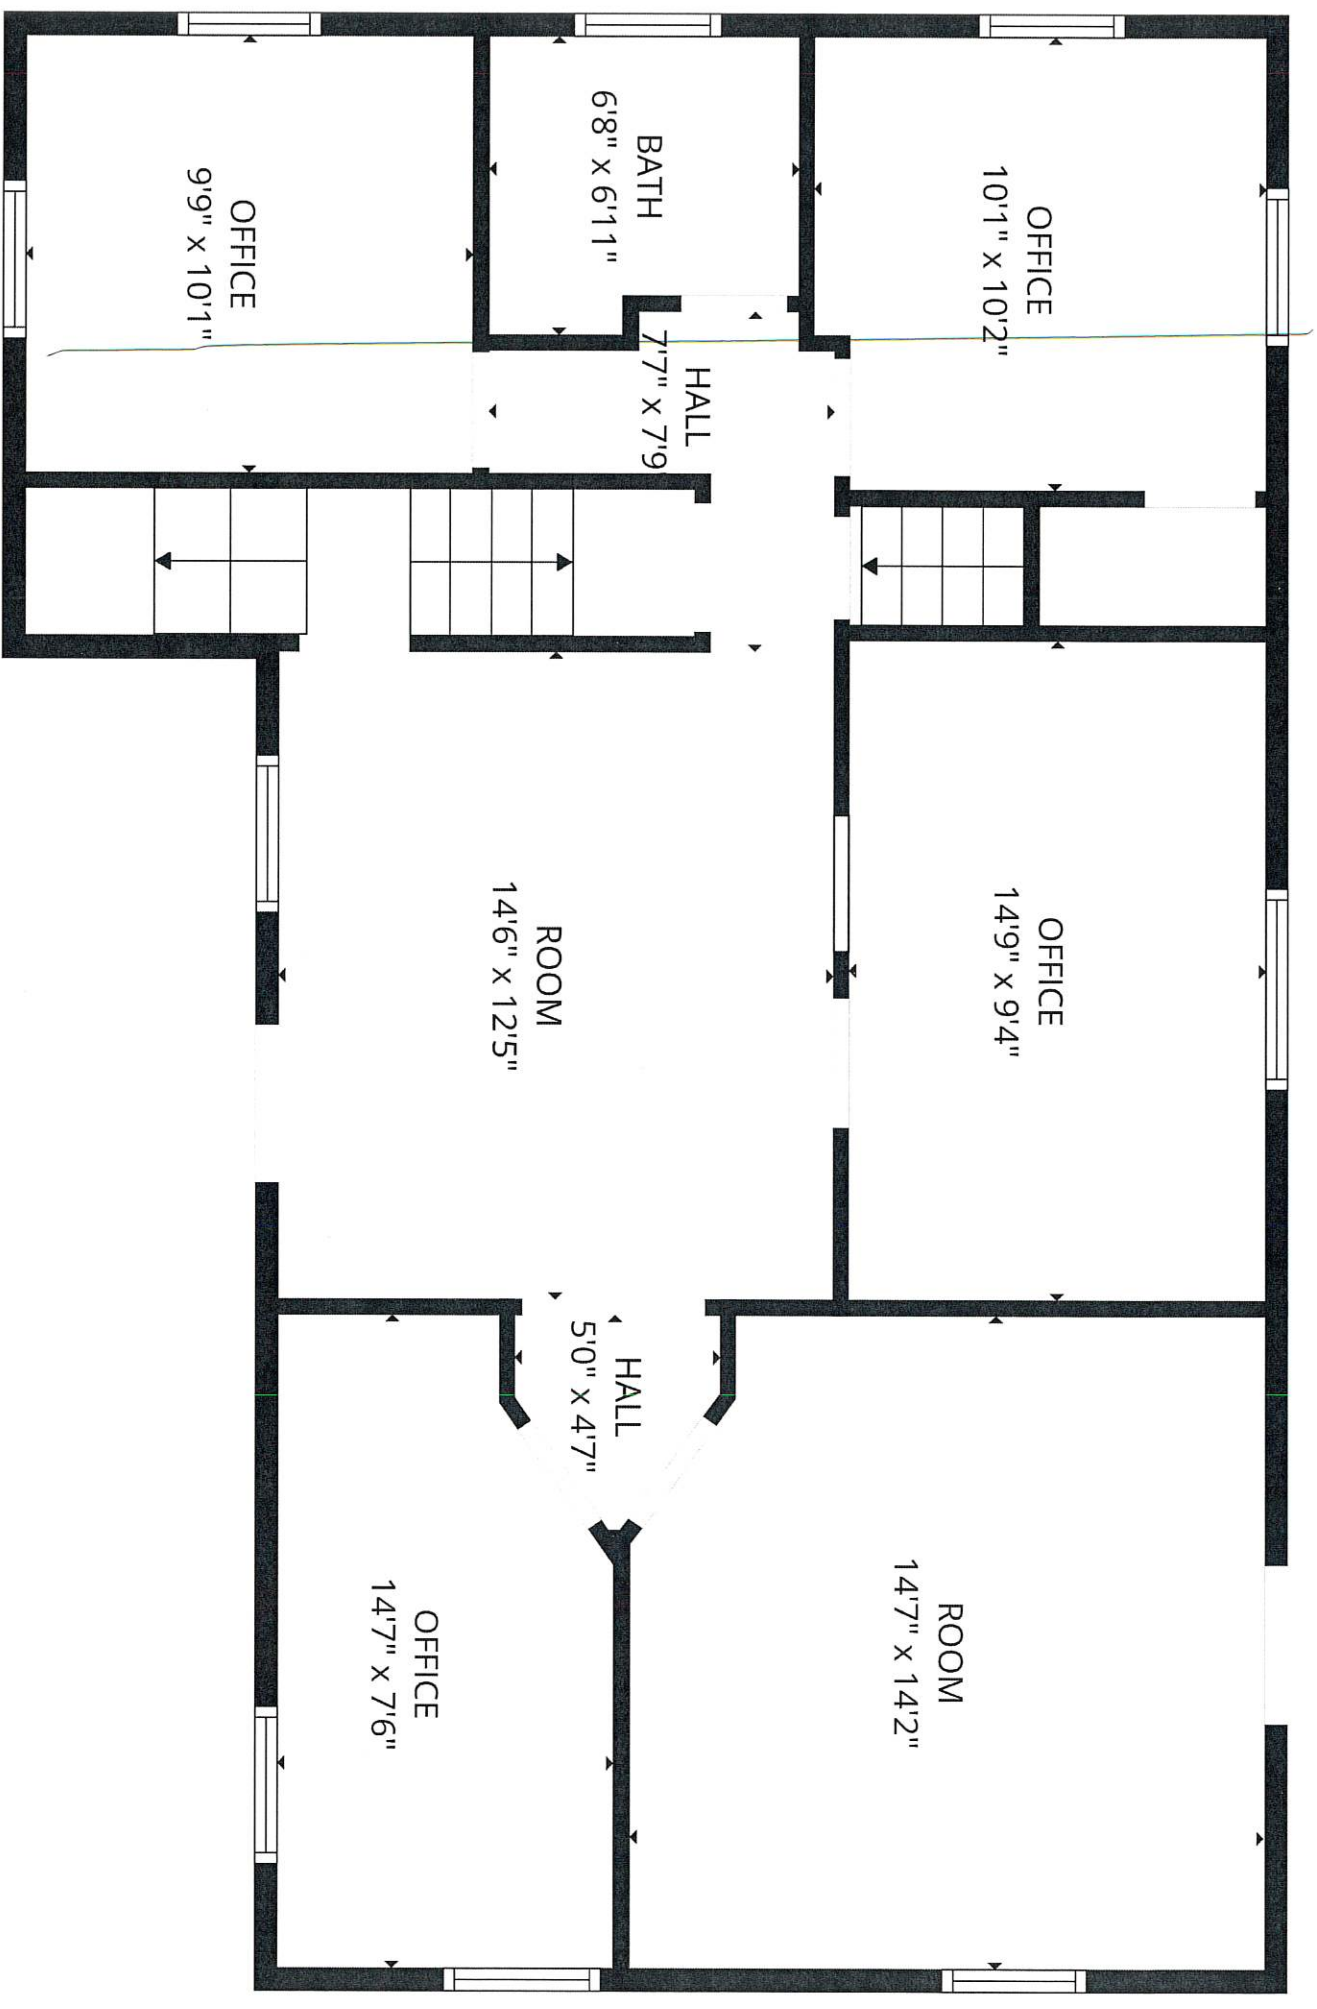 OFFICE
10'1" x 10'2"
BATH
6'8" x 6'11"
OFFICE
9'9" x 10'1"
HALL
7'7" x 7'9
OFFICE
14'9" x 9'4"
ROOM
14'6" x 12'5"
HALL
5'0" x 4'7"
ROOM
14'7" x 14'2"
OFFICE
14'7" x 7'6"